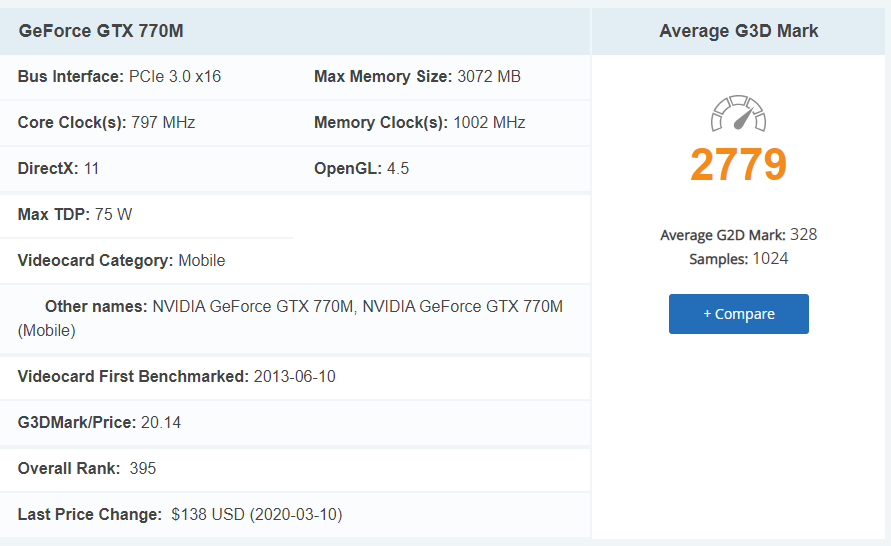 GeForce GTX 770M
Average G3D Mark
Bus Interface: PCIe 3.0 x16
Max Memory Size: 3072 MB
Core Clock(s): 797 MHz
Memory Clock(s): 1002 MHz
DirectX: 11
OpenGL: 4.5
Max TDP: 75 W
Videocard Category: Mobile
Other names: NVIDIA GeForce GTX 770M, NVIDIA GeForce GTX 770M
(Mobile)
Videocard First Benchmarked: 2013-06-10
G3DMark/Price: 20.14
Overall Rank: 395
Last Price Change: $138 USD (2020-03-10)
2779
Average G2D Mark: 328
Samples: 1024
+ Compare